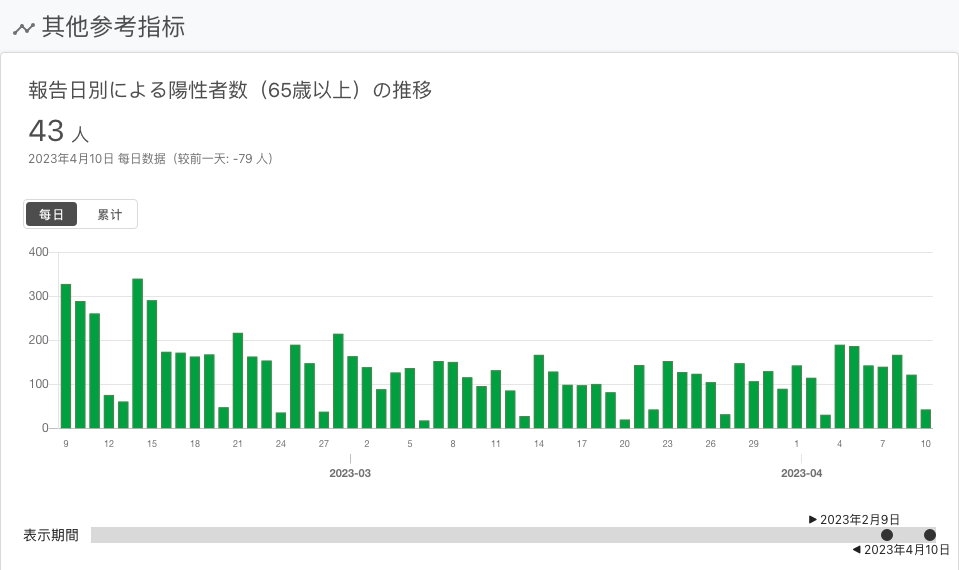 其他参考指标
報告日別による陽性者数（65歳以上）の推移
43 人
2023年4月10日 每日数据（较前一天: -79 人）
每日 累计
400
300
200
100
0
9 12 15 18 21 24 27 2 5 8 11 14 17 20 23 26 29 1 4 7 10
2023-03 2023-04
2023年2月9日
表示期間
2023年4月10日